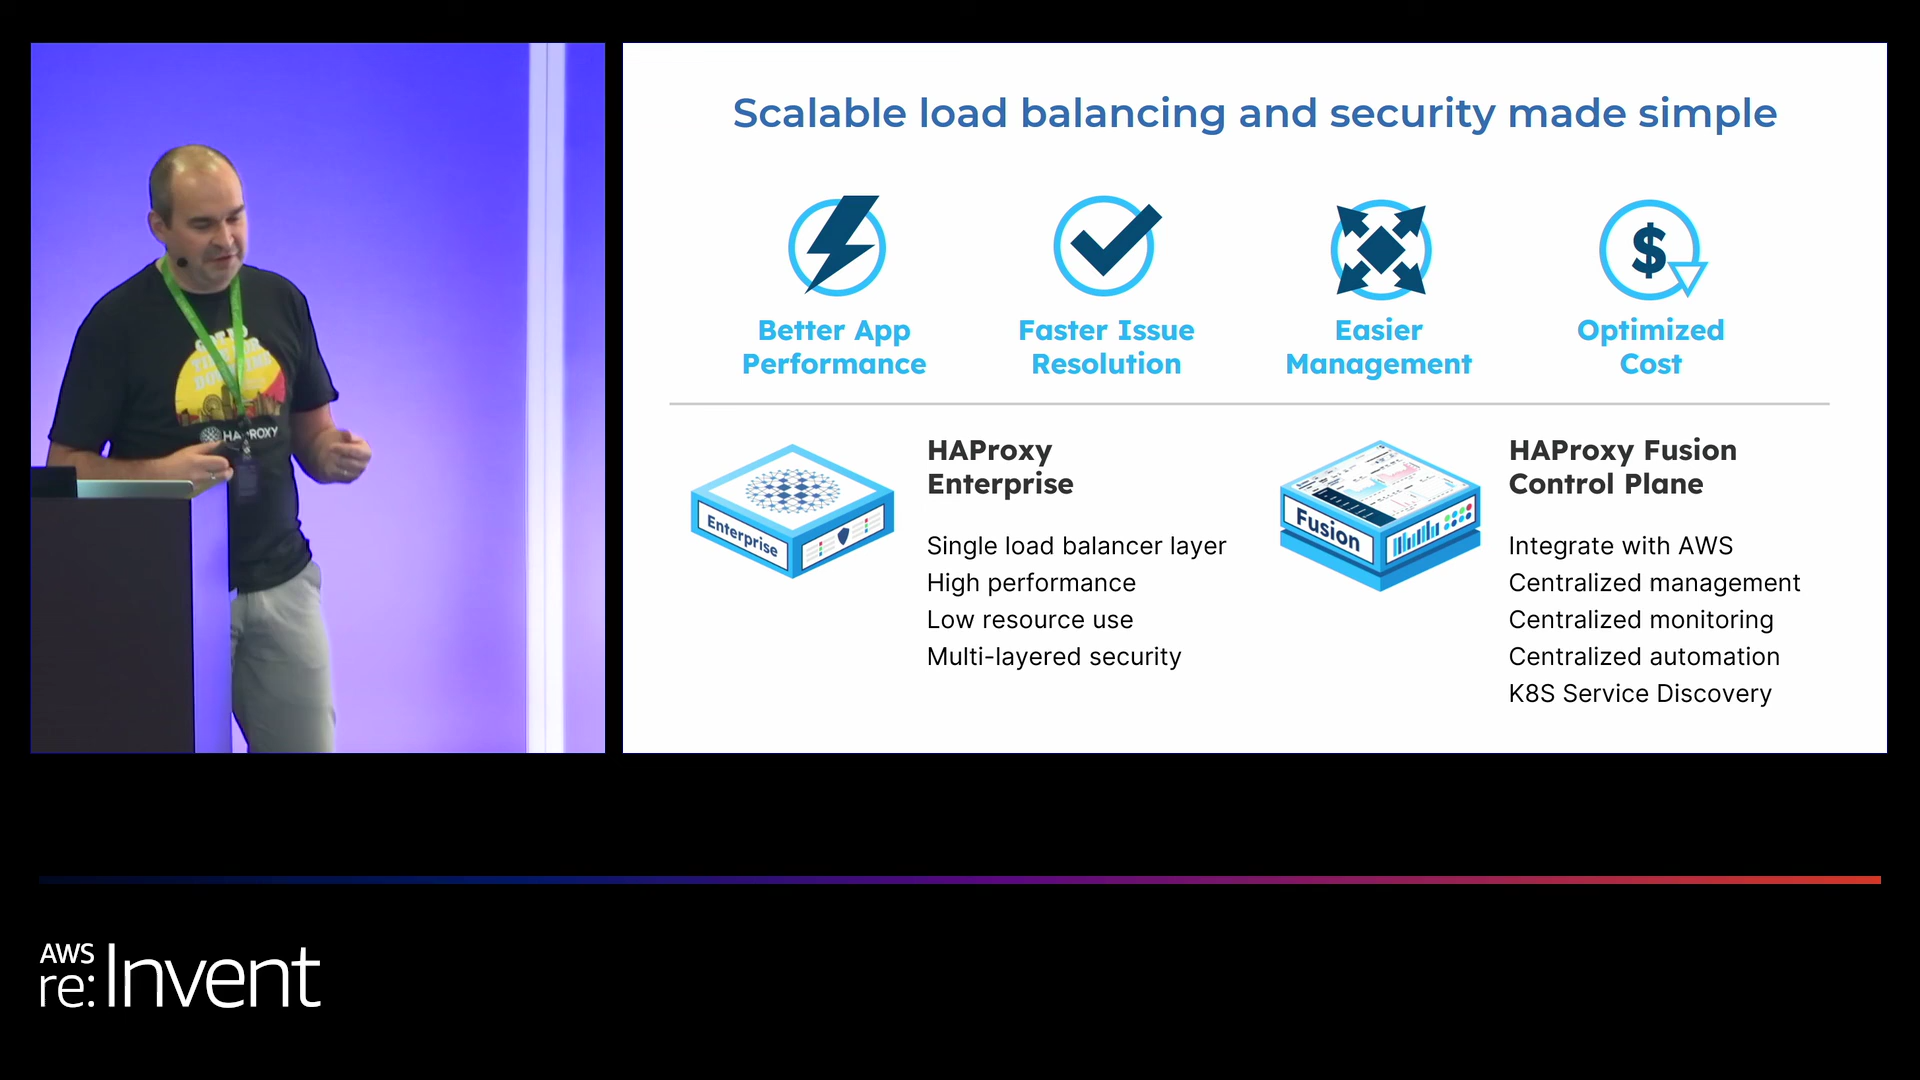 Scalable load balancing and security made simple
Better App
Performance
Faster Issue
Resolution
Easier
Management
$
Optimized
Cost
Enterprise
HAProxy
Enterprise
Single load balancer layer
High performance
Low resource use
Multi-layered security
Fusion
HAProxy Fusion
Control Plane
Integrate with AWS
Centralized management
Centralized monitoring
Centralized automation
K8S Service Discovery
AWS
re:Invent